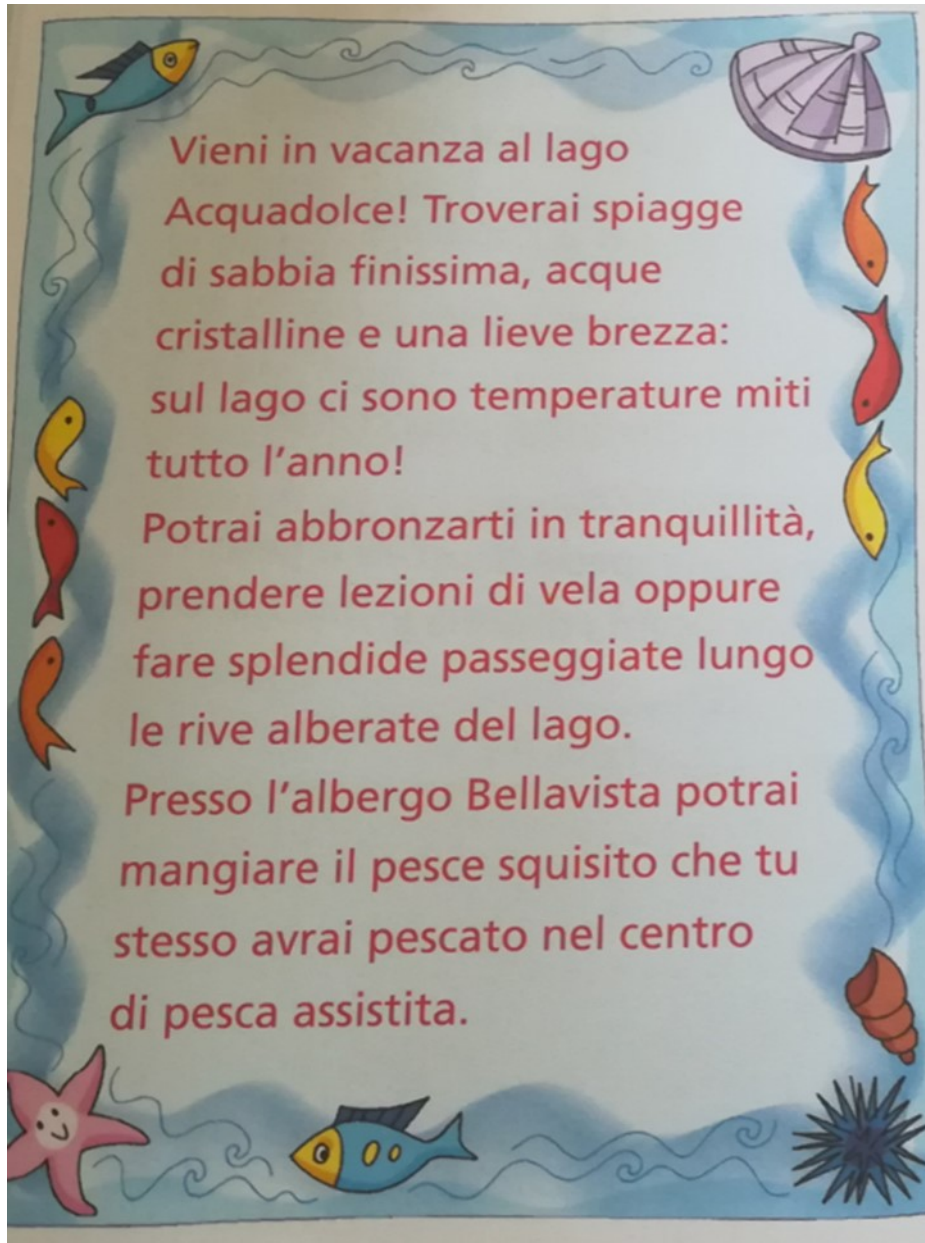 Vieni in vacanza al lago
Acquadolce! Troverai spiagge
di sabbia finissima, acque
cristalline e una lieve brezza:
sul lago ci sono temperature miti
tutto l'anno!
Potrai abbronzarti in tranquillità,
prendere lezioni di vela oppure
fare splendide passeggiate lungo
le rive alberate del lago.
Presso l'albergo Bellavista potrai
mangiare il pesce squisito che tu
stesso avrai pescato nel centro
di pesca assistita.